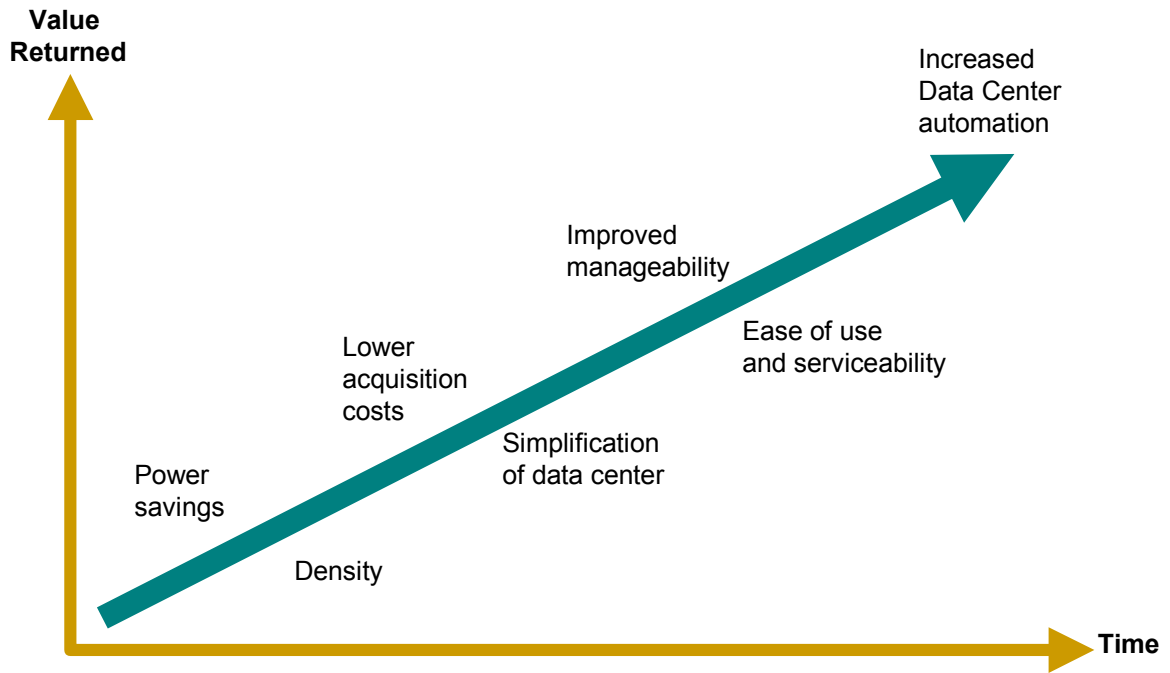 Value
Returned
Increased
Data Center
automation
Improved
manageability
Ease of use
and serviceability
Lower
acquisition
costs
Simplification
of data center
Power
savings
Density
Time